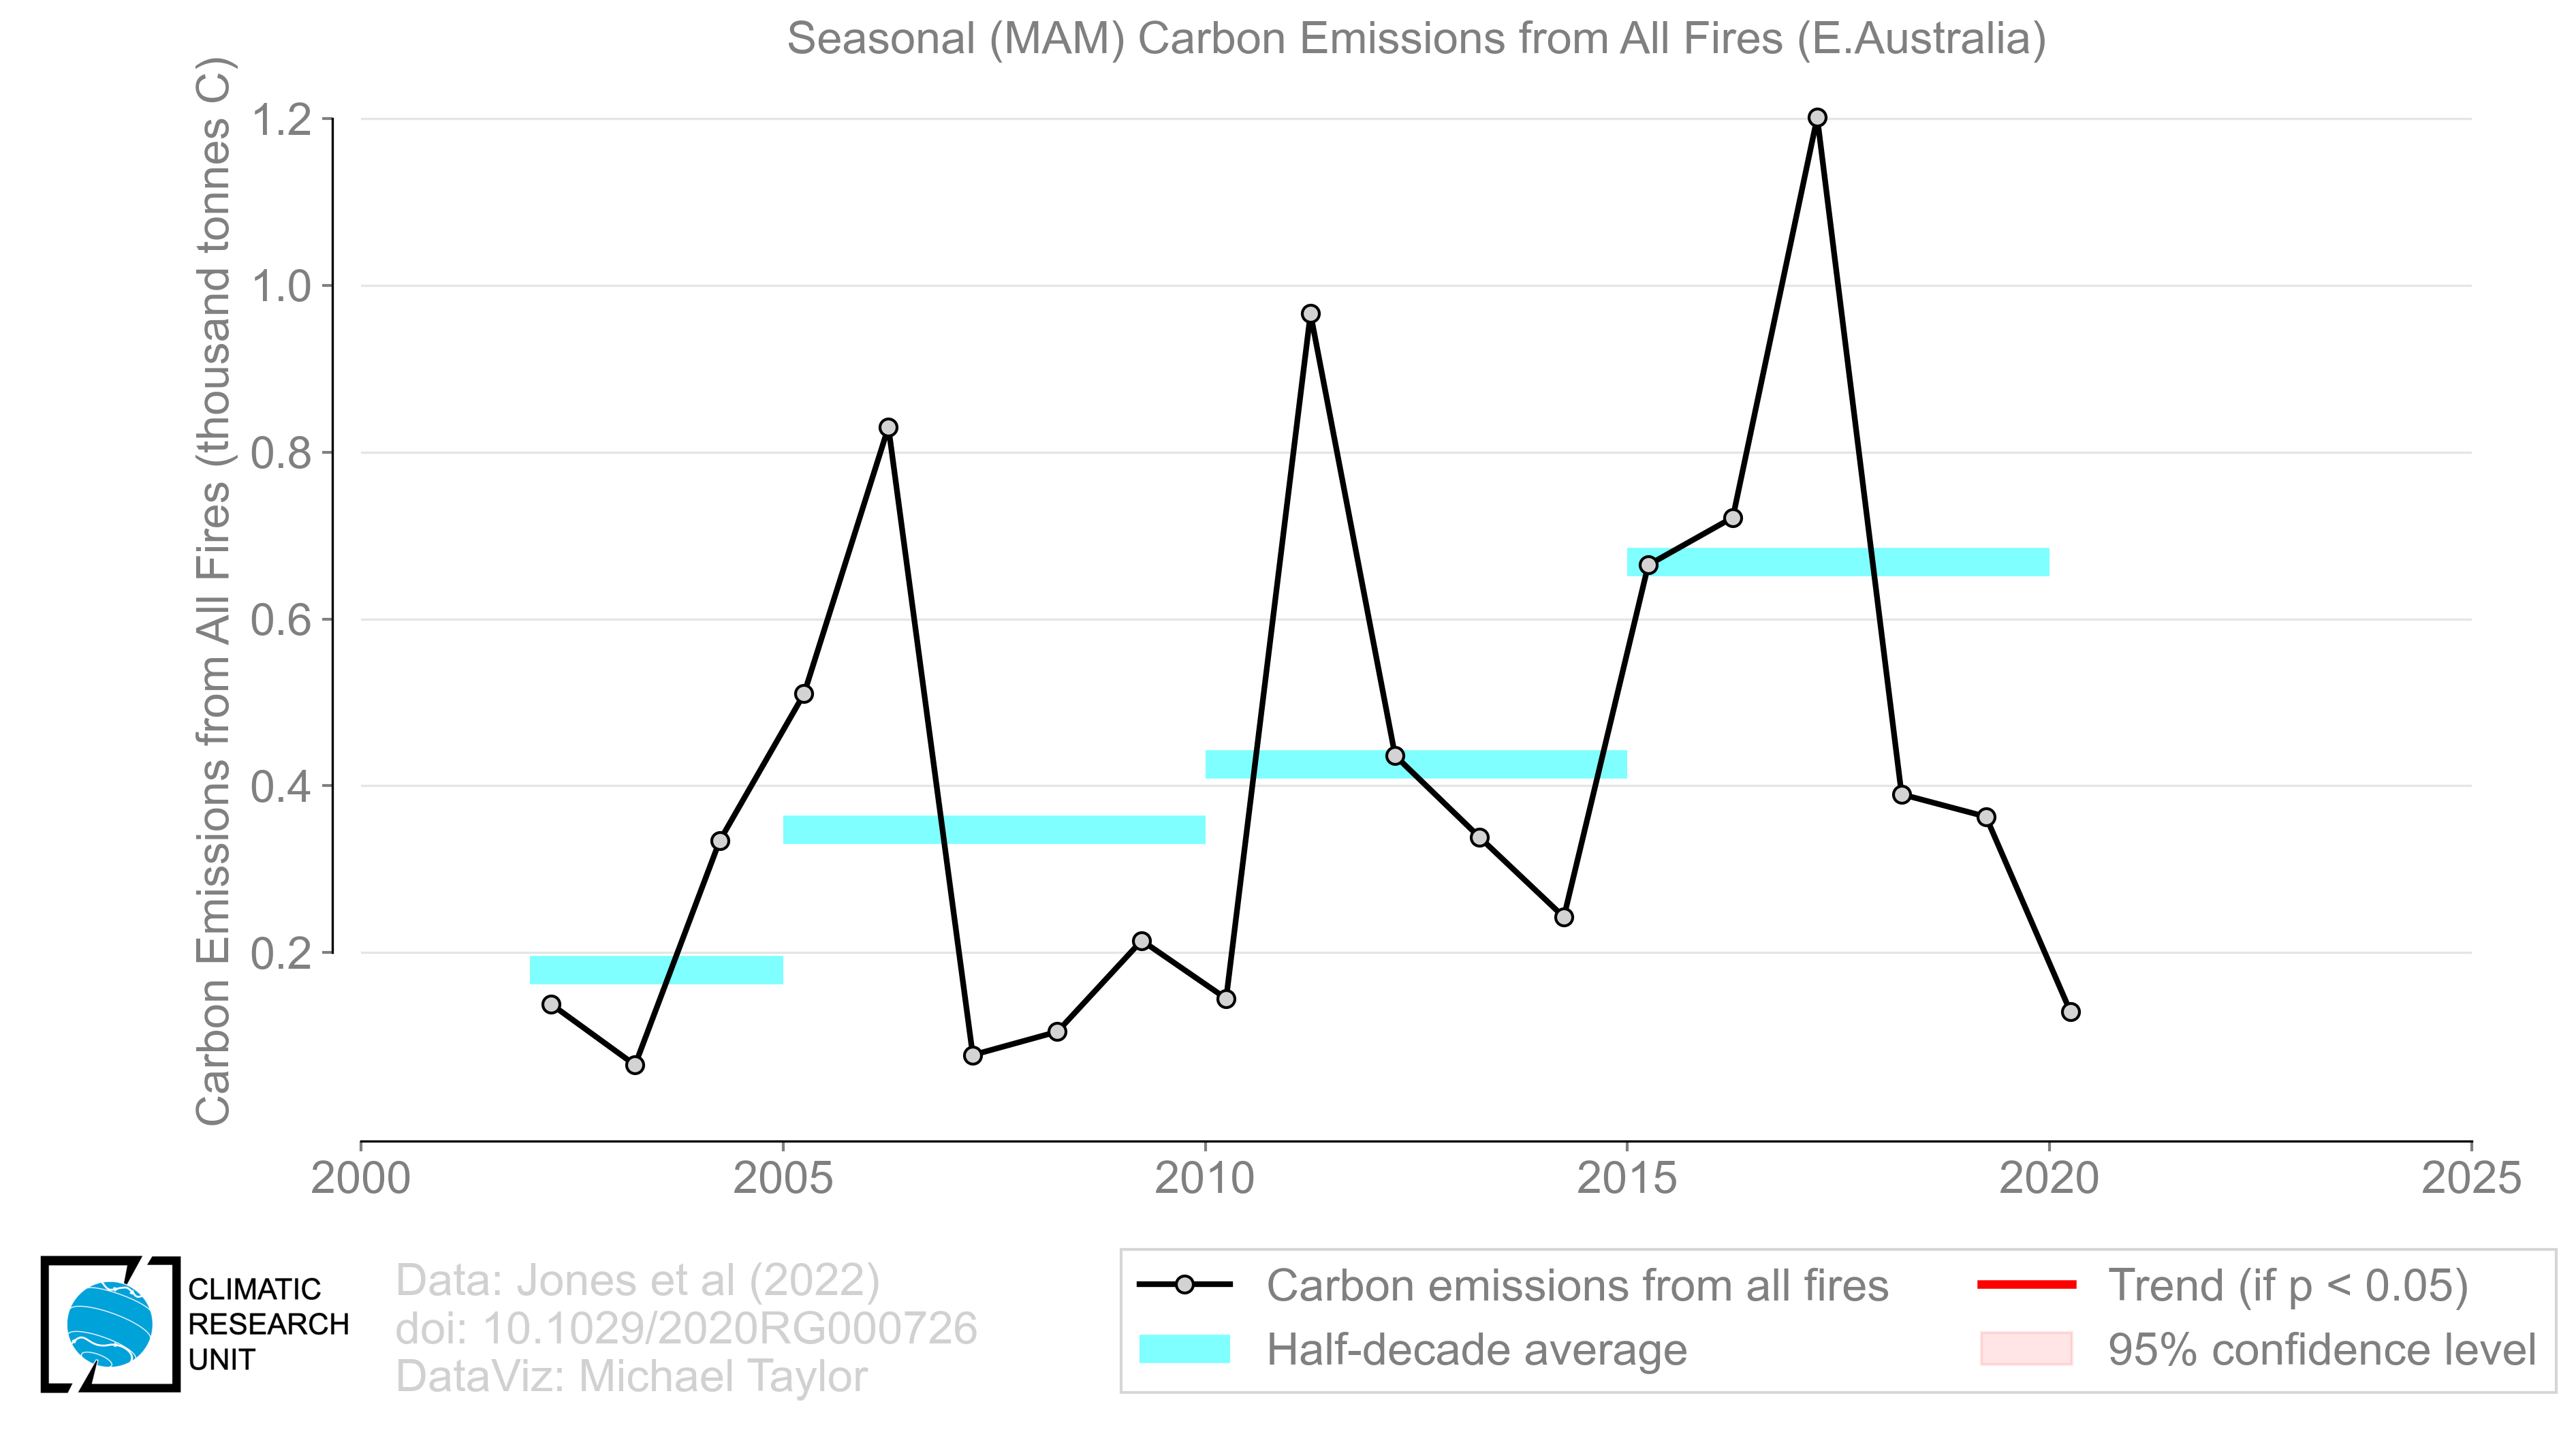 Seasonal (MAM) Carbon Emissions from All Fires (E.Australia)
Carbon Emissions from All Fires (thousand tonnes C)
1.2
1.0
0.8
0.6
0.4
0.2
2000
2005
2010
2015
2020
2025
CLIMATIC
RESEARCH
UNIT
Data: Jones et al (2022)
doi: 10.1029/2020RG000726
DataViz: Michael Taylor
Carbon emissions from all fires
Half-decade average
Trend (if p < 0.05)
95% confidence level